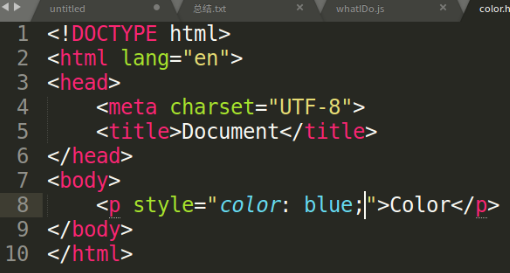 untitled 总结.txt × whatIDo.js × color.h
1 <!DOCTYPE html>
2 <html lang="en">
3 <head>
4 <meta charset="UTF-8">
5 <title>Document</title>
6 </head>
7 <body>
8 <p style="color: blue;">Color</p>
9 </body>
10 </html>